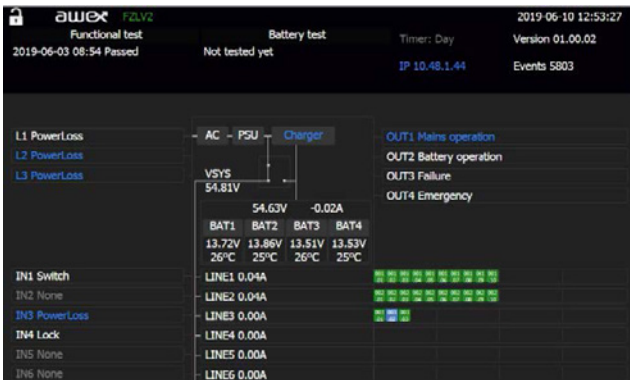 awex FZLV2
2019-06-10 12:53:27
Functional test
Battery test
Timer: Day
Version 01.00.02
2019-06-03 08:54 Passed
Not tested yet
IP 10.48.1.44
Events 5803
L1 PowerLoss
AC
PSU
Charger
OUT1 Mains operation
L2 PowerLoss
OUT2 Battery operation
L3 PowerLoss
VSYS
OUT3 Failure
54.81V
OUT4 Emergency
54.63V
-0.02A
BAT1 BAT2 BAT3 BAT4
13.72V 13.86V 13.51V 13.53V
26ºC 25ºC 26ºC 25ºC
IN1 Switch
LINE1 0.04A
IN2 None
LINE2 0.04A
IN3 PowerLoss
LINE3 0.00A
IN4 Lock
LINE4 0.00A
IN5 None
LINE5 0.00A
IN6 None
LINE6 0.00A